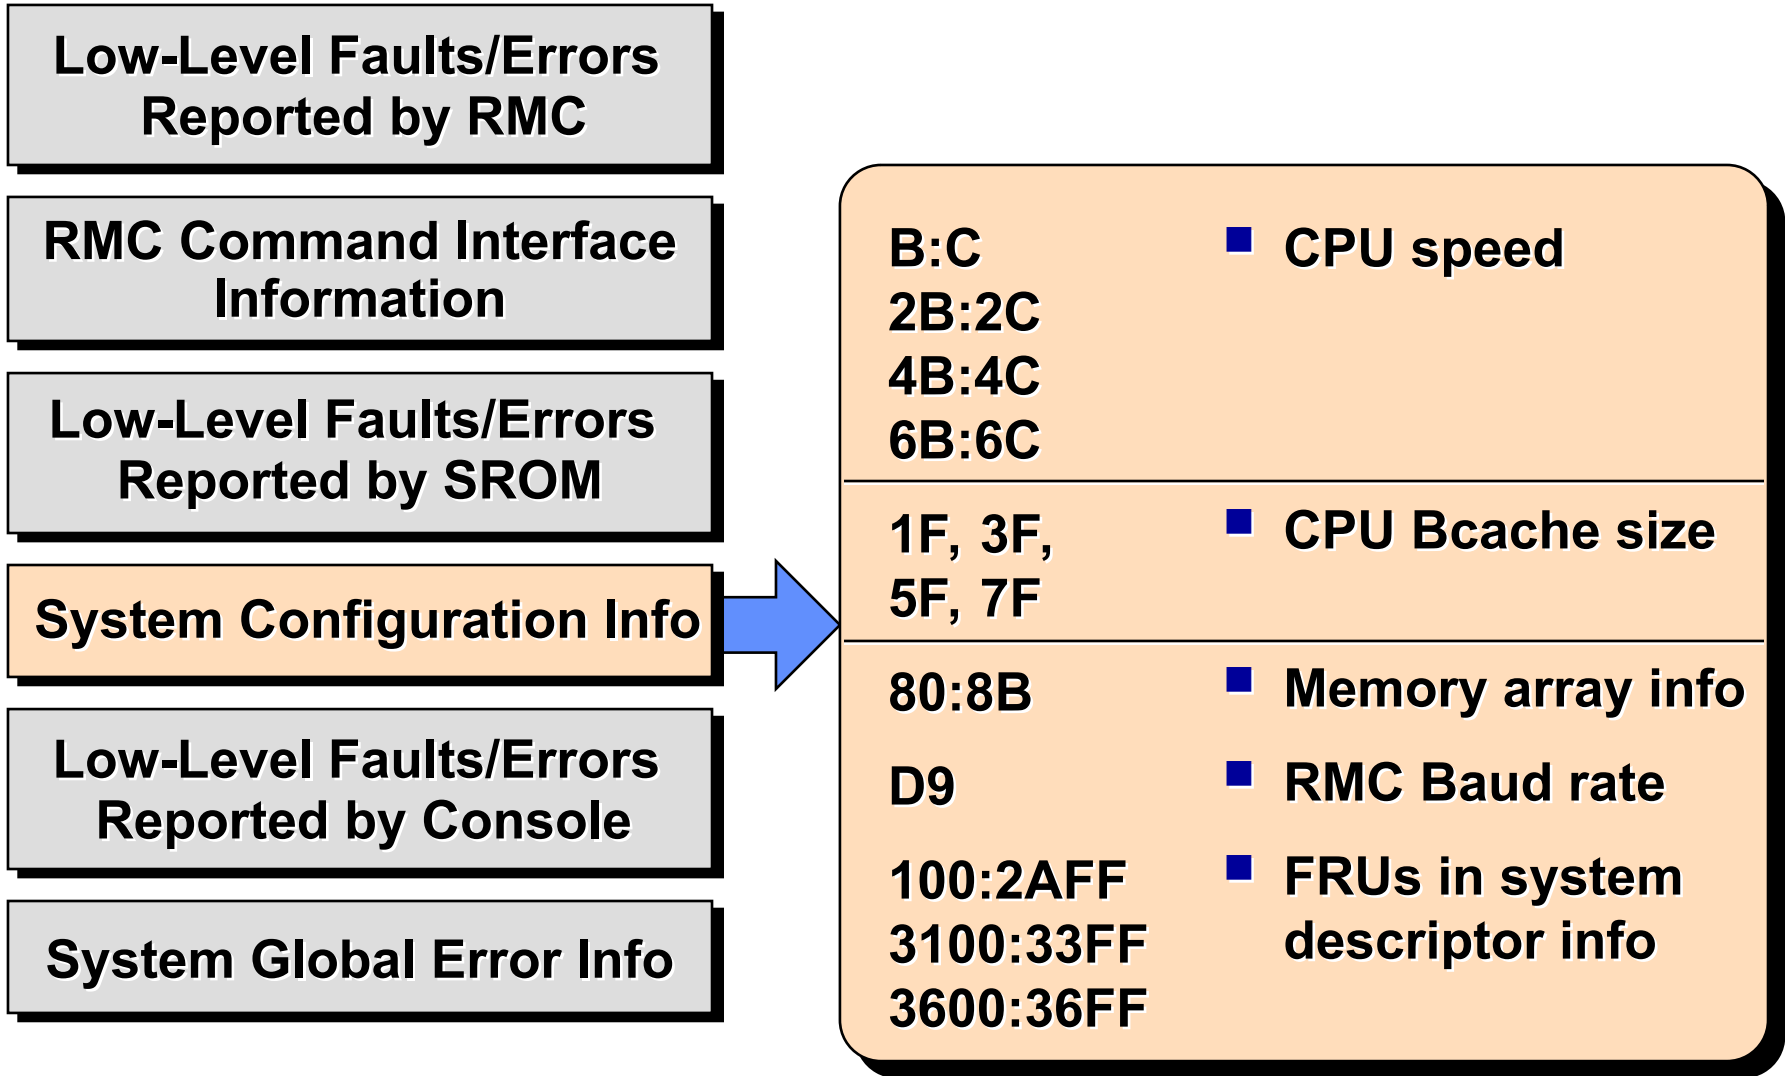 Low-Level Faults/Errors
Reported by RMC
RMC Command Interface
Information
Low-Level Faults/Errors
Reported by SROM
System Configuration Info
Low-Level Faults/Errors
Reported by Console
System Global Error Info
B:C CPU speed
2B:2C
4B:4C
6B:6C
1F, 3F, CPU Bcache size
5F, 7F
80:8B Memory array info
D9 RMC Baud rate
100:2AFF FRUs in system
3100:33FF descriptor info
3600:36FF